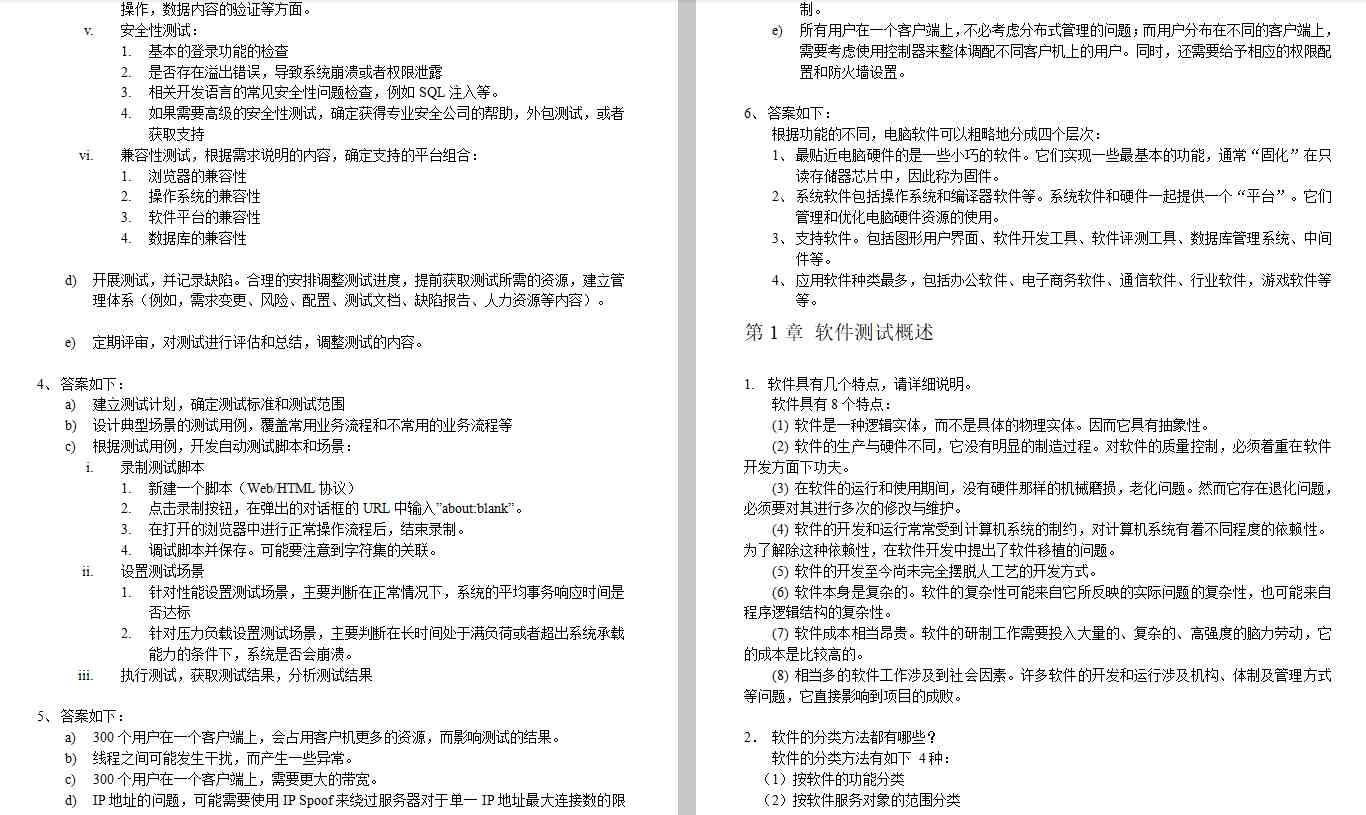 操作，数据内容的验证等方面。
v. 安全性测试：
1. 基本的登录功能的检查
2. 是否存在溢出错误，导致系统崩溃或者权限泄露
3. 相关开发语言的常见安全性问题检查，例如 SQL 注入等。
4. 如果需要高级的安全性测试，确定获得专业安全公司的帮助，外包测试，或者
获取支持
vi. 兼容性测试，根据需求说明的内容，确定支持的平台组合：
1. 浏览器的兼容性
2. 操作系统的兼容性
3. 软件平台的兼容性
4. 数据库的兼容性
d) 开展测试，并记录缺陷。合理的安排调整测试进度，提前获取测试所需的资源，建立管
理体系（例如，需求变更、风险、配置、测试文档、缺陷报告、人力资源等内容）。
e) 定期评审，对测试进行评估和总结，调整测试的内容。
4、答案如下：
a) 建立测试计划，确定测试标准和测试范围
b) 设计典型场景的测试用例，覆盖常用业务流程和不常用的业务流程等
c) 根据测试用例，开发自动测试脚本和场景：
i. 录制测试脚本
1. 新建一个脚本（Web/HTML 协议）
2. 点击录制按钮，在弹出的对话框的 URL 中输入”about:blank”。
3. 在打开的浏览器中进行正常操作流程后，结束录制。
4. 调试脚本并保存。可能要注意到字符集的关联。
ii. 设置测试场景
1. 针对性能设置测试场景，主要判断在正常情况下，系统的平均事务响应时间是
否达标
2. 针对压力负载设置测试场景，主要判断在长时间处于满负荷或者超出系统承载
能力的条件下，系统是否会崩溃。
iii. 执行测试，获取测试结果，分析测试结果
5、答案如下：
a) 300 个用户在一个客户端上，会占用客户机更多的资源，而影响测试的结果。
b) 线程之间可能发生干扰，而产生一些异常。
c) 300 个用户在一个客户端上，需要更大的带宽。
d) IP 地址的问题，可能需要使用 IP Spoof 来绕过服务器对于单一 IP 地址最大连接数的限
制。
e) 所有用户在一个客户端上，不必考虑分布式管理的问题；而用户分布在不同的客户端上，
需要考虑使用控制器来整体调配不同客户机上的用户。同时，还需要给予相应的权限配
置和防火墙设置。
6、答案如下：
根据功能的不同，电脑软件可以粗略地分成四个层次：
1、最贴近电脑硬件的是一些小巧的软件。它们实现一些最基本的功能，通常“固化”在只
读存储器芯片中，因此称为固件。
2、系统软件包括操作系统和编译器软件等。系统软件和硬件一起提供一个“平台”。它们
管理和优化电脑硬件资源的使用。
3、支持软件。包括图形用户界面、软件开发工具、软件评测工具、数据库管理系统、中间
件等。
4、应用软件种类最多，包括办公软件、电子商务软件、通信软件、行业软件，游戏软件等
等。
第 1 章 软件测试概述
1. 软件具有几个特点，请详细说明。
软件具有 8 个特点：
(1) 软件是一种逻辑实体，而不是具体的物理实体。因而它具有抽象性。
(2) 软件的生产与硬件不同，它没有明显的制造过程。对软件的质量控制，必须着重在软件
开发方面下功夫。
(3) 在软件的运行和使用期间，没有硬件那样的机械磨损，老化问题。然而它存在退化问题，
必须要对其进行多次的修改与维护。
(4) 软件的开发和运行常常受到计算机系统的制约，对计算机系统有着不同程度的依赖性。
为了解除这种依赖性，在软件开发中提出了软件移植的问题。
(5) 软件的开发至今尚未完全摆脱人工艺的开发方式。
(6) 软件本身是复杂的。软件的复杂性可能来自它所反映的实际问题的复杂性，也可能来自
程序逻辑结构的复杂性。
(7) 软件成本相当昂贵。软件的研制工作需要投入大量的、复杂的、高强度的脑力劳动，它
的成本是比较高的。
(8) 相当多的软件工作涉及到社会因素。许多软件的开发和运行涉及机构、体制及管理方式
等问题，它直接影响到项目的成败。
2． 软件的分类方法都有哪些？
软件的分类方法有如下 4种：
（1）按软件的功能分类
（2）按软件服务对象的范围分类